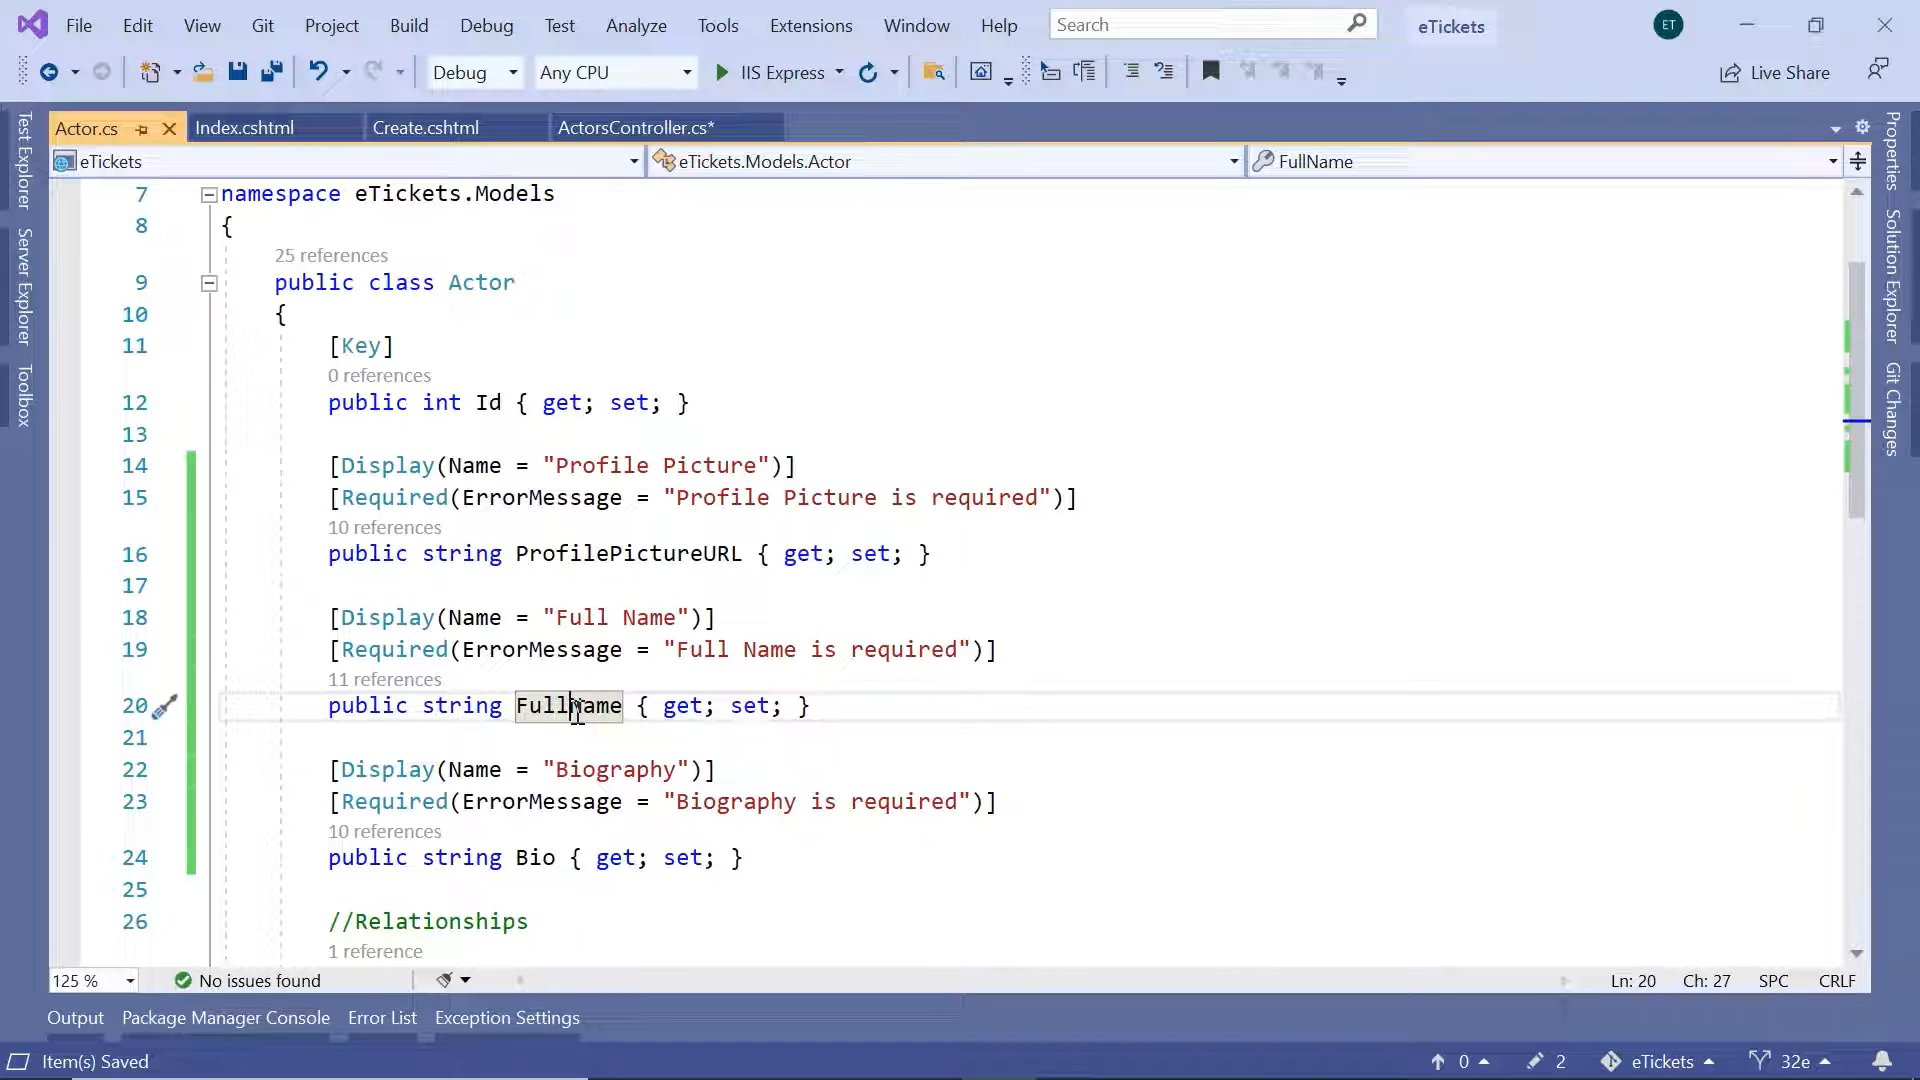 File Edit View Git Project Build Debug Test Analyze Tools Extensions Window Help Search eTickets ET
Debug Any CPU IIS Express Live Share
Actor.cs Index.cshtml Create.cshtml ActorsController.cs*
eTickets eTickets.Models.Actor FullName
Test Explorer
Server Explorer
Toolbox
Properties
Solution Explorer
Git Changes
7 namespace eTickets.Models
8 {
25 references
9 public class Actor
10 {
11 [Key]
0 references
12 public int Id { get; set; }
13
14 [Display(Name = "Profile Picture")]
15 [Required(ErrorMessage = "Profile Picture is required")]
10 references
16 public string ProfilePictureURL { get; set; }
17
18 [Display(Name = "Full Name")]
19 [Required(ErrorMessage = "Full Name is required")]
11 references
20 public string FullName { get; set; }
21
22 [Display(Name = "Biography")]
23 [Required(ErrorMessage = "Biography is required")]
10 references
24 public string Bio { get; set; }
25
26 //Relationships
1 reference
125 % No issues found Ln: 20 Ch: 27 SPC CRLF
Output Package Manager Console Error List Exception Settings
Item(s) Saved 0 2 eTickets 32e